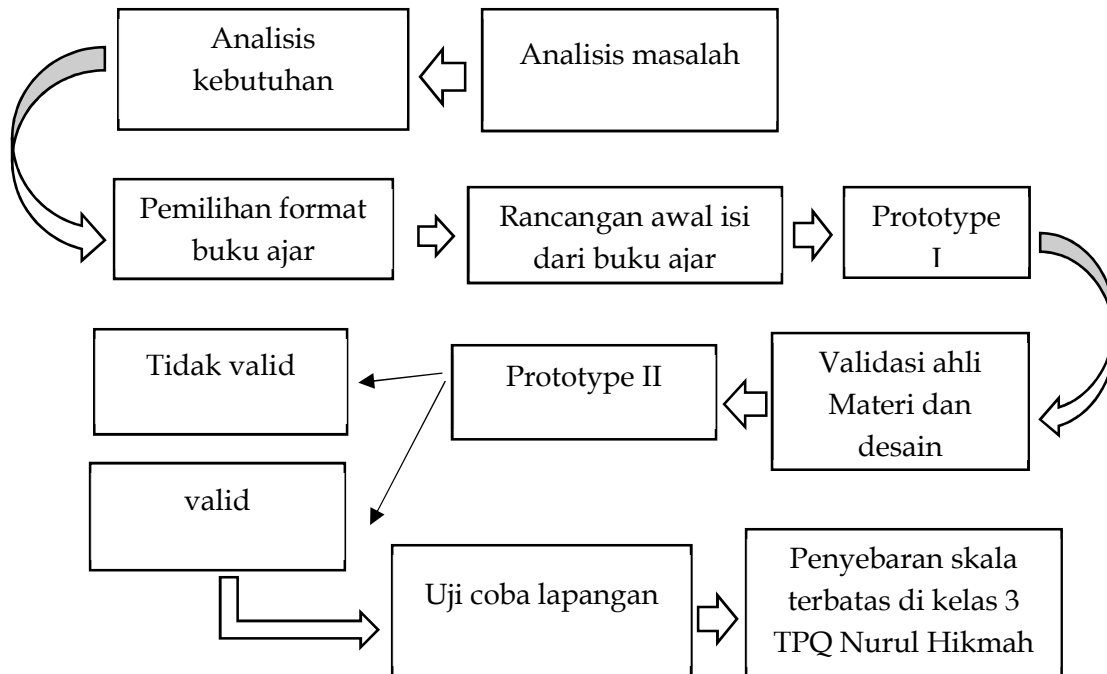 Analisis
kebutuhan
Analisis masalah
Pemilihan format
buku ajar
Rancangan awal isi
dari buku ajar
Prototype
I
Tidak valid
Prototype II
Validasi ahli
Materi dan
desain
valid
Uji coba lapangan
Penyebaran skala
terbatas di kelas 3
TPQ Nurul Hikmah